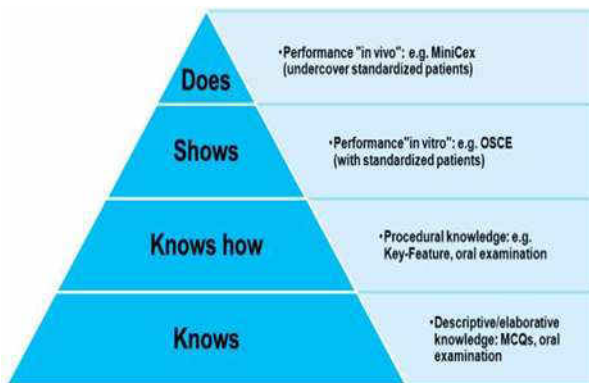 Does
•Performance "in vivo": e.g. MiniCex
(undercover standardized patients)
Shows
•Performance"in vitro": e.g. OSCE
(with standardized patients)
Knows how
•Procedural knowledge: e.g.
Key-Feature, oral examination
Knows
•Descriptive/elaborative
knowledge: MCQs, oral
examination